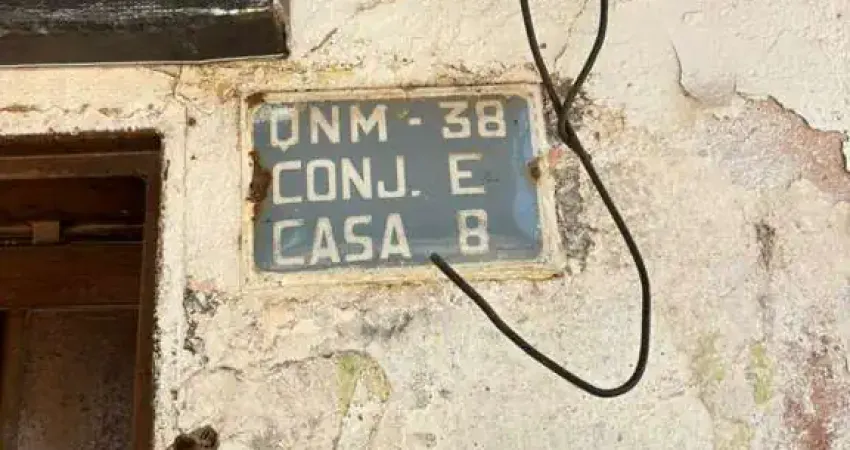 QNM - 38
CONJ. E
CASA 8